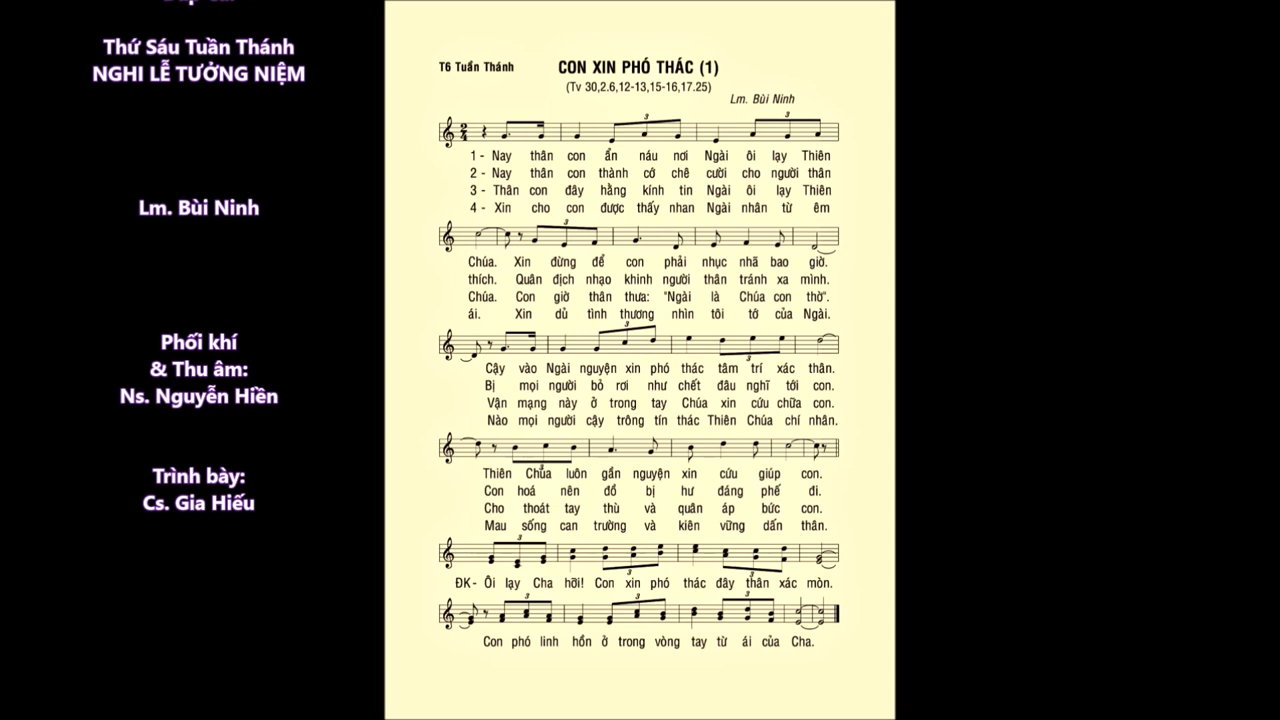 Thứ Sáu Tuần Thánh
NGHI LỄ TƯỞNG NIỆM
Lm. Bùi Ninh
Phối khí
& Thu âm:
Ns. Nguyễn Hiền
Trình bày:
Cs. Gia Hiếu
T6 Tuần Thánh
CON XIN PHÓ THÁC (1)
(Tv 30,2.6,12-13,15-16,17.25)
Lm. Bùi Ninh
1 - Nay thân con ẩn náu nơi Ngài ôi lạy Thiên
2 - Nay thân con thành cớ chê cười cho người thân
3 - Thân con đây hằng kính tin Ngài ôi lạy Thiên
4 - Xin cho con được thấy nhan Ngài nhân từ êm
Chúa. Xin đừng để con phải nhục nhã bao giờ.
thích. Quân địch nhạo khinh người thân tránh xa mình.
Chúa. Con giờ thân thưa: "Ngài là Chúa con thờ".
ái. Xin dủ tình thương nhìn tôi tớ của Ngài.
Cậy vào Ngài nguyện xin phó thác tâm trí xác thân.
Bị mọi người bỏ rơi như chết đâu nghĩ tới con.
Vận mạng này ở trong tay Chúa xin cứu chữa con.
Nào mọi người cậy trông tín thác Thiên Chúa chí nhân.
Thiên Chúa luôn gần nguyện xin cứu giúp con.
Con hoá nên đồ bị hư đáng phế đi.
Cho thoát tay thù và quân áp bức con.
Mau sống can trường và kiên vững dấn thân.
ĐK- Ôi lạy Cha hỡi! Con xin phó thác đây thân xác mòn.
Con phó linh hồn ở trong vòng tay từ ái của Cha.